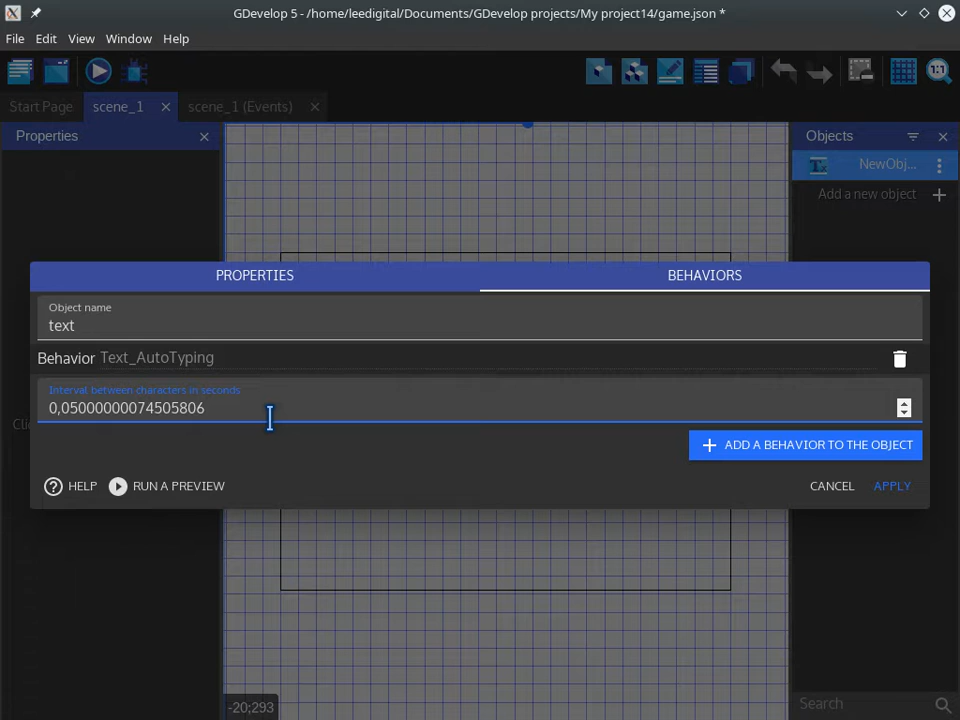 GDevelop 5 - /home/leedigital/Documents/GDevelop projects/My project14/game.json *
File Edit View Window Help
1:1
Start Page scene_1 scene_1 (Events)
Properties
Objects
NewObj...
Add a new object
PROPERTIES BEHAVIORS
Object name
text
Behavior Text_AutoTyping
Interval between characters in seconds
0,05000000074505806
ADD A BEHAVIOR TO THE OBJECT
HELP RUN A PREVIEW CANCEL APPLY
-20;293
Search